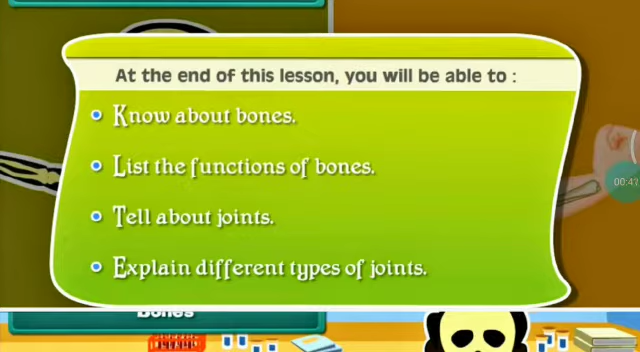 At the end of this lesson, you will be able to :
Know about bones.
List the functions of bones.
Tell about joints.
Explain different types of joints.
00:47
Bones